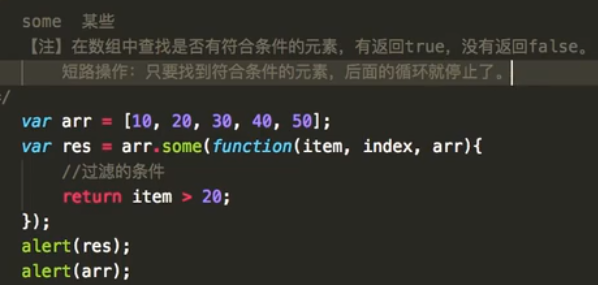 some 某些
【注】在数组中查找是否有符合条件的元素，有返回true，没有返回false。
短路操作：只要找到符合条件的元素，后面的循环就停止了。
*/
var arr = [10, 20, 30, 40, 50];
var res = arr.some(function(item, index, arr){
//过滤的条件
return item > 20;
});
alert(res);
alert(arr);